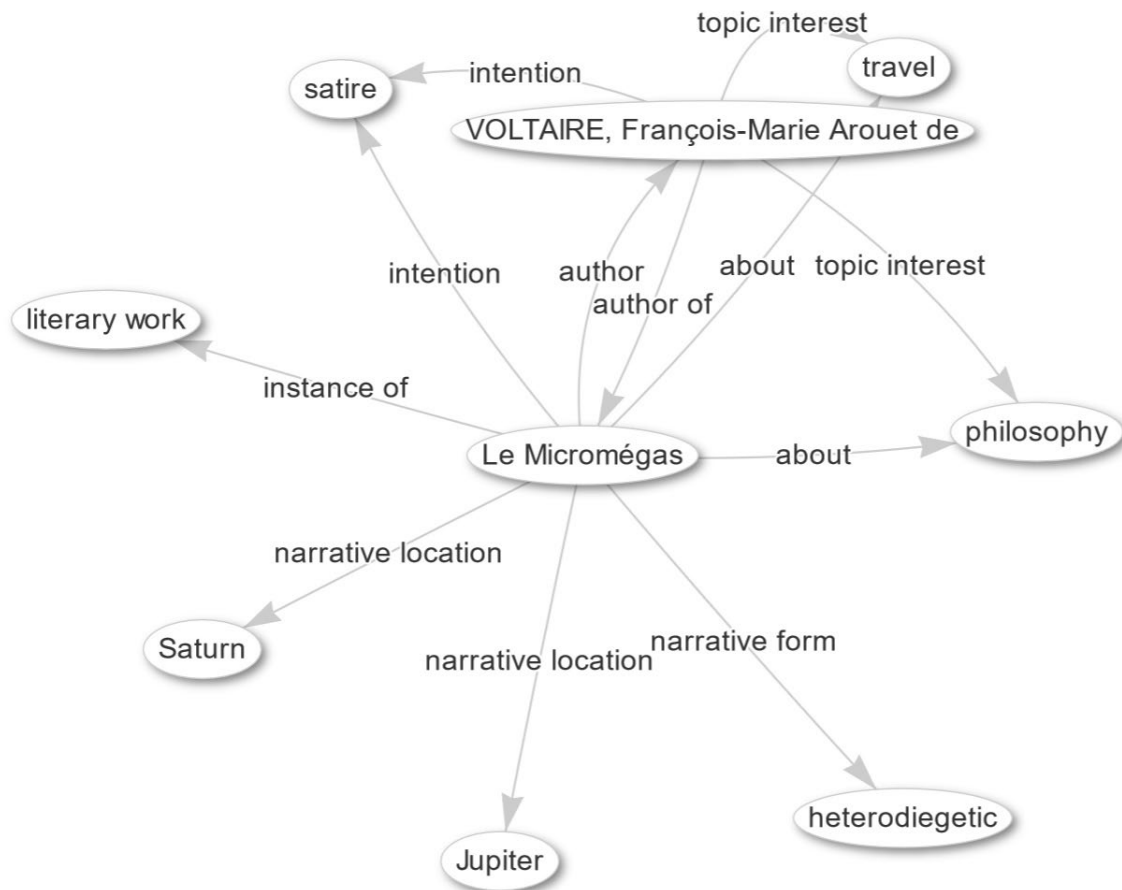 topic interest
travel
intention
satire
VOLTAIRE, François-Marie Arouet de
intention
author
about
topic interest
author of
literary work
instance of
Le Micromégas
about
philosophy
narrative location
Saturn
narrative location
narrative form
heterodiegetic
Jupiter